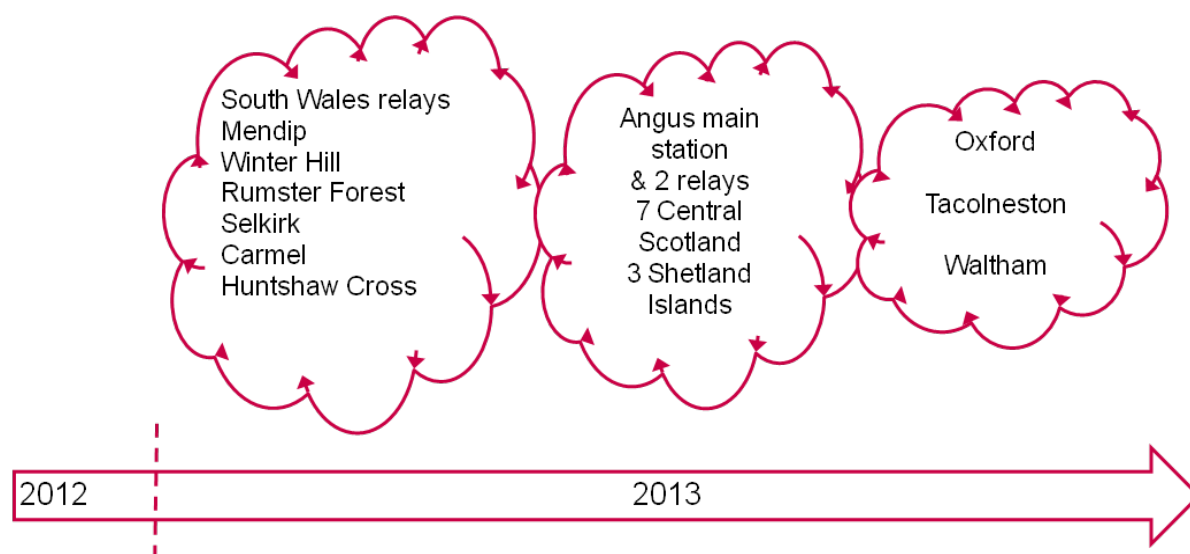 South Wales relays
Mendip
Winter Hill
Rumster Forest
Selkirk
Carmel
Huntshaw Cross
Angus main
station
& 2 relays
7 Central
Scotland
3 Shetland
Islands
Oxford
Tacolneston
Waltham
2012
2013